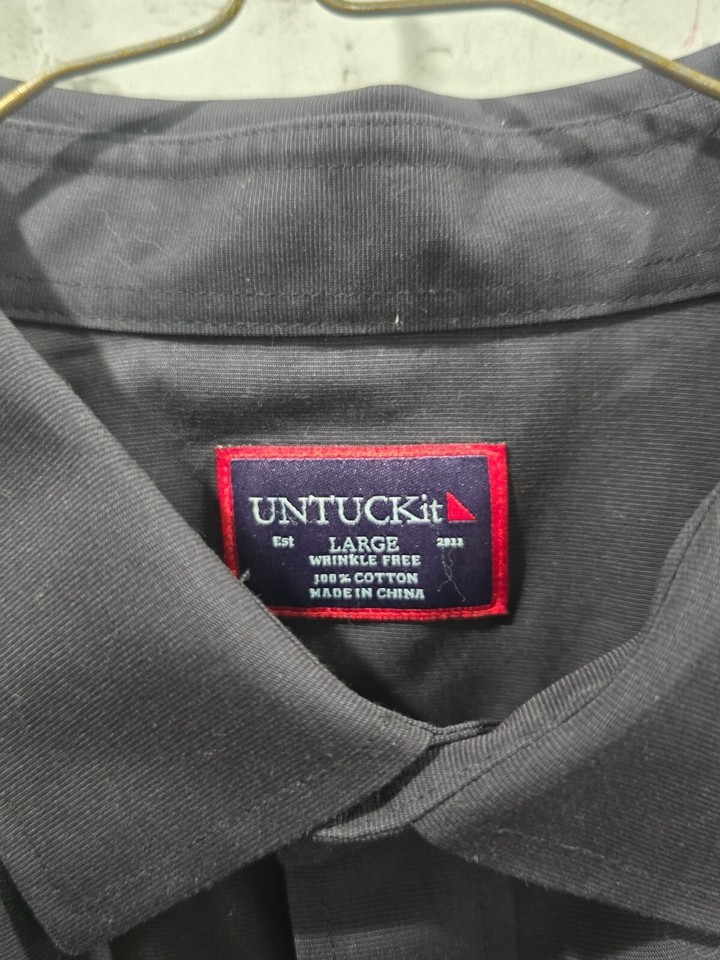 UNTUCKit
Est LARGE 2011
WRINKLE FREE
100% COTTON
MADE IN CHINA